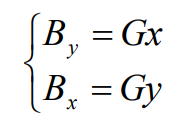 B_y = Gx
B_x = Gy